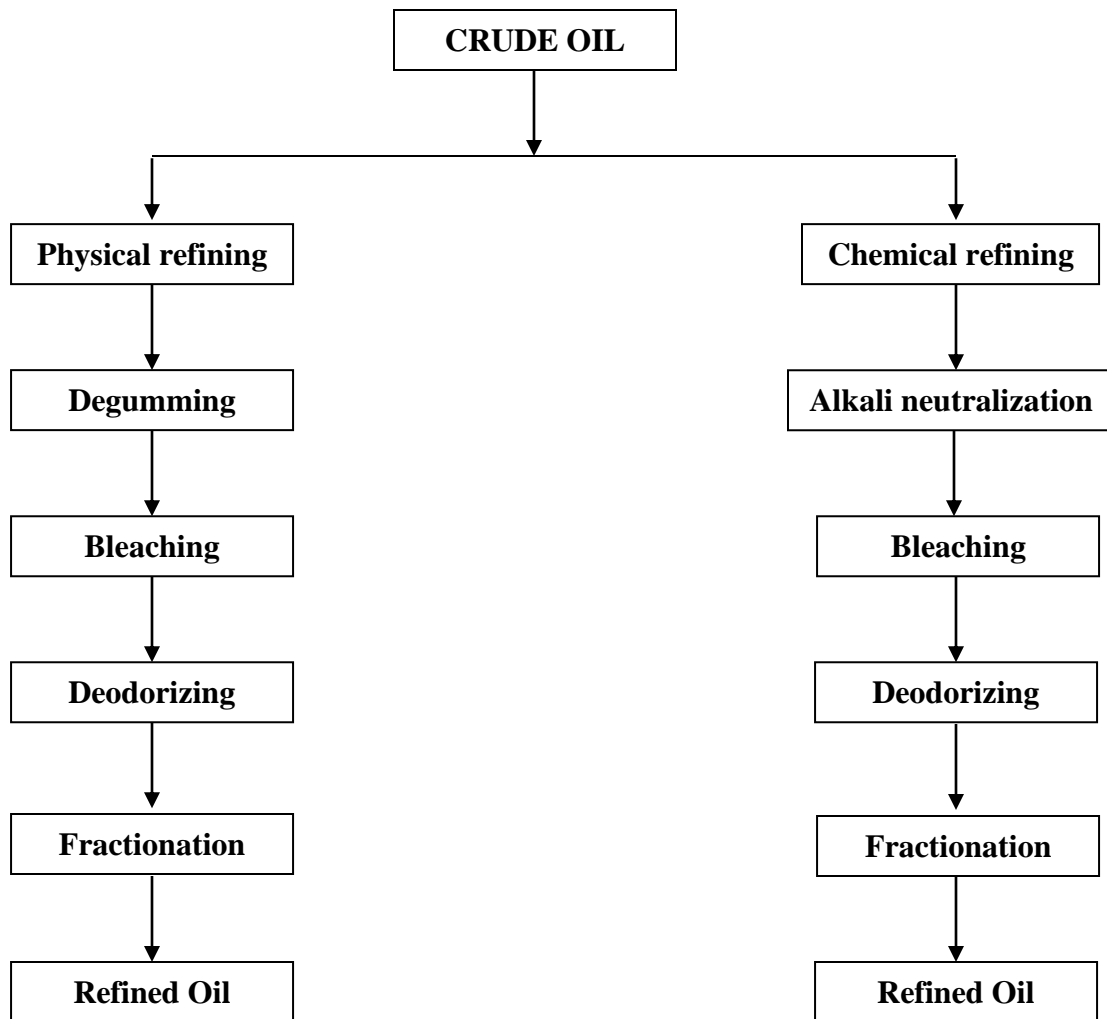 CRUDE OIL
Physical refining
Chemical refining
Degumming
Alkali neutralization
Bleaching
Bleaching
Deodorizing
Deodorizing
Fractionation
Fractionation
Refined Oil
Refined Oil